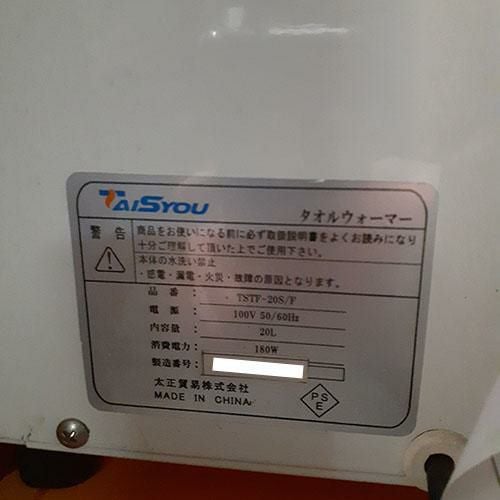 TAISYOU
タオルウォーマー
警告
商品をお使いになる前に必ず取扱説明書をよくお読みになり
十分ご理解して頂いた上でご使用下さい。
本体の水洗い禁止
・感電・漏電・火災・故障の原因となります。
品番： TSTF-20S/F
電源： 100V 50/60Hz
内容量： 20L
消費電力： 180W
製造番号：
太正貿易株式会社
MADE IN CHINA
PSE